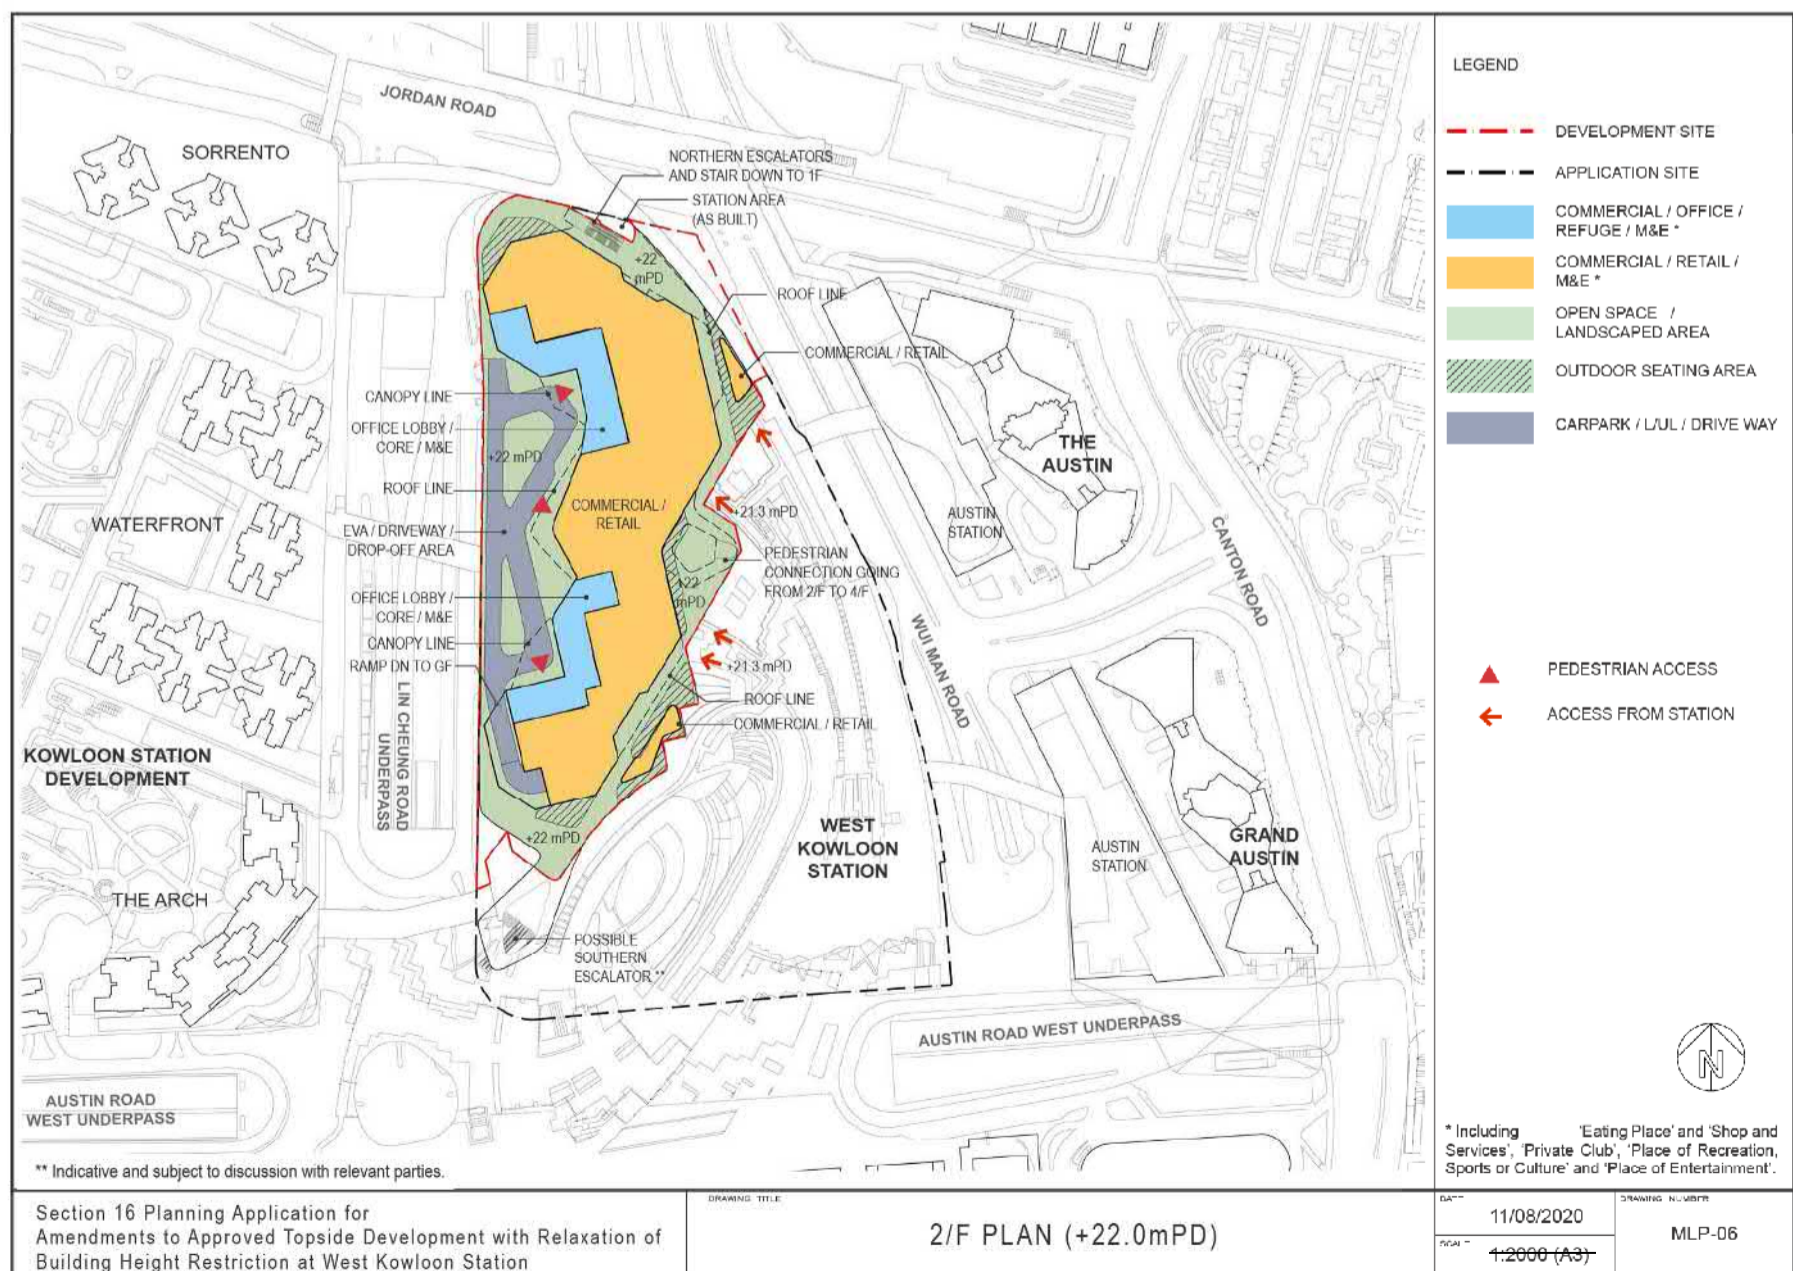 JORDAN ROAD
SORRENTO
NORTHERN ESCALATORS
AND STAIR DOWN TO 1F
STATION AREA
(AS BUILT)
+22
mPD
ROOF LINE
COMMERCIAL / RETAIL
CANOPY LINE
OFFICE LOBBY /
CORE / M&E
+22 mPD
ROOF LINE
COMMERCIAL /
RETAIL
WATERFRONT
EVA / DRIVEWAY /
DROP-OFF AREA
+21.3 mPD
PEDESTRIAN
CONNECTION GOING
FROM 2/F TO 4/F
+22
mPD
OFFICE LOBBY /
CORE / M&E
CANOPY LINE
RAMP DN TO GF
+21.3 mPD
ROOF LINE
COMMERCIAL / RETAIL
LIN CHEUNG ROAD
UNDERPASS
KOWLOON STATION
DEVELOPMENT
THE ARCH
+22 mPD
WEST
KOWLOON
STATION
POSSIBLE
SOUTHERN
ESCALATOR **
THE
AUSTIN
AUSTIN
STATION
CANTON ROAD
WUI MAN ROAD
AUSTIN
STATION
GRAND
AUSTIN
AUSTIN ROAD WEST UNDERPASS
AUSTIN ROAD
WEST UNDERPASS
** Indicative and subject to discussion with relevant parties.
LEGEND
DEVELOPMENT SITE
APPLICATION SITE
COMMERCIAL / OFFICE /
REFUGE / M&E *
COMMERCIAL / RETAIL /
M&E *
OPEN SPACE /
LANDSCAPED AREA
OUTDOOR SEATING AREA
CARPARK / L/UL / DRIVE WAY
PEDESTRIAN ACCESS
ACCESS FROM STATION
N
* Including 'Eating Place' and 'Shop and
Services', 'Private Club', 'Place of Recreation,
Sports or Culture' and 'Place of Entertainment'.
Section 16 Planning Application for
Amendments to Approved Topside Development with Relaxation of
Building Height Restriction at West Kowloon Station
DRAWING TITLE
2/F PLAN (+22.0mPD)
DATE
11/08/2020
SCALE
1:2000 (A3)
DRAWING NUMBER
MLP-06